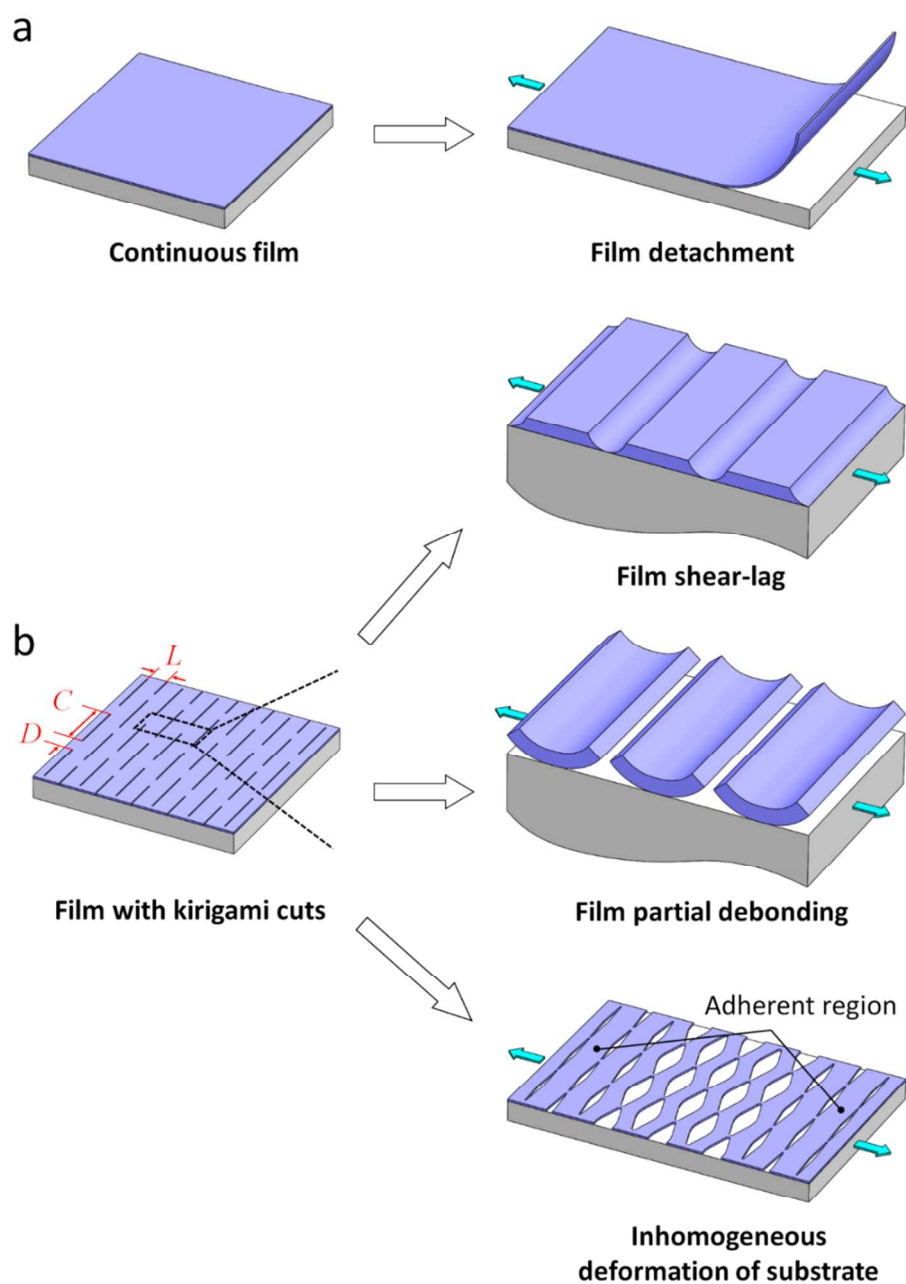 a
Continuous film
Film detachment
Film shear-lag
b
L
C
D
Film with kirigami cuts
Film partial debonding
Adherent region
Inhomogeneous
deformation of substrate